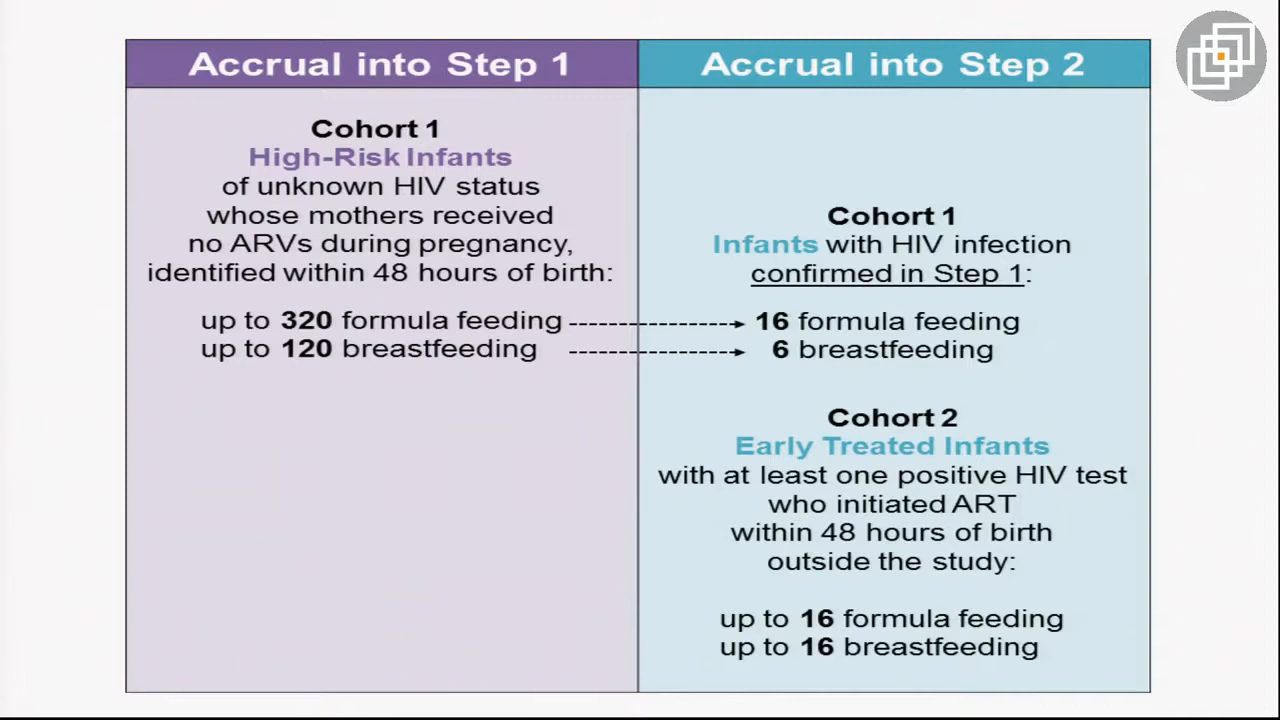 Accrual into Step 1
Cohort 1
High-Risk Infants
of unknown HIV status
whose mothers received
no ARVs during pregnancy,
identified within 48 hours of birth:
up to 320 formula feeding
up to 120 breastfeeding
Accrual into Step 2
Cohort 1
Infants with HIV infection
confirmed in Step 1:
16 formula feeding
6 breastfeeding
Cohort 2
Early Treated Infants
with at least one positive HIV test
who initiated ART
within 48 hours of birth
outside the study:
up to 16 formula feeding
up to 16 breastfeeding